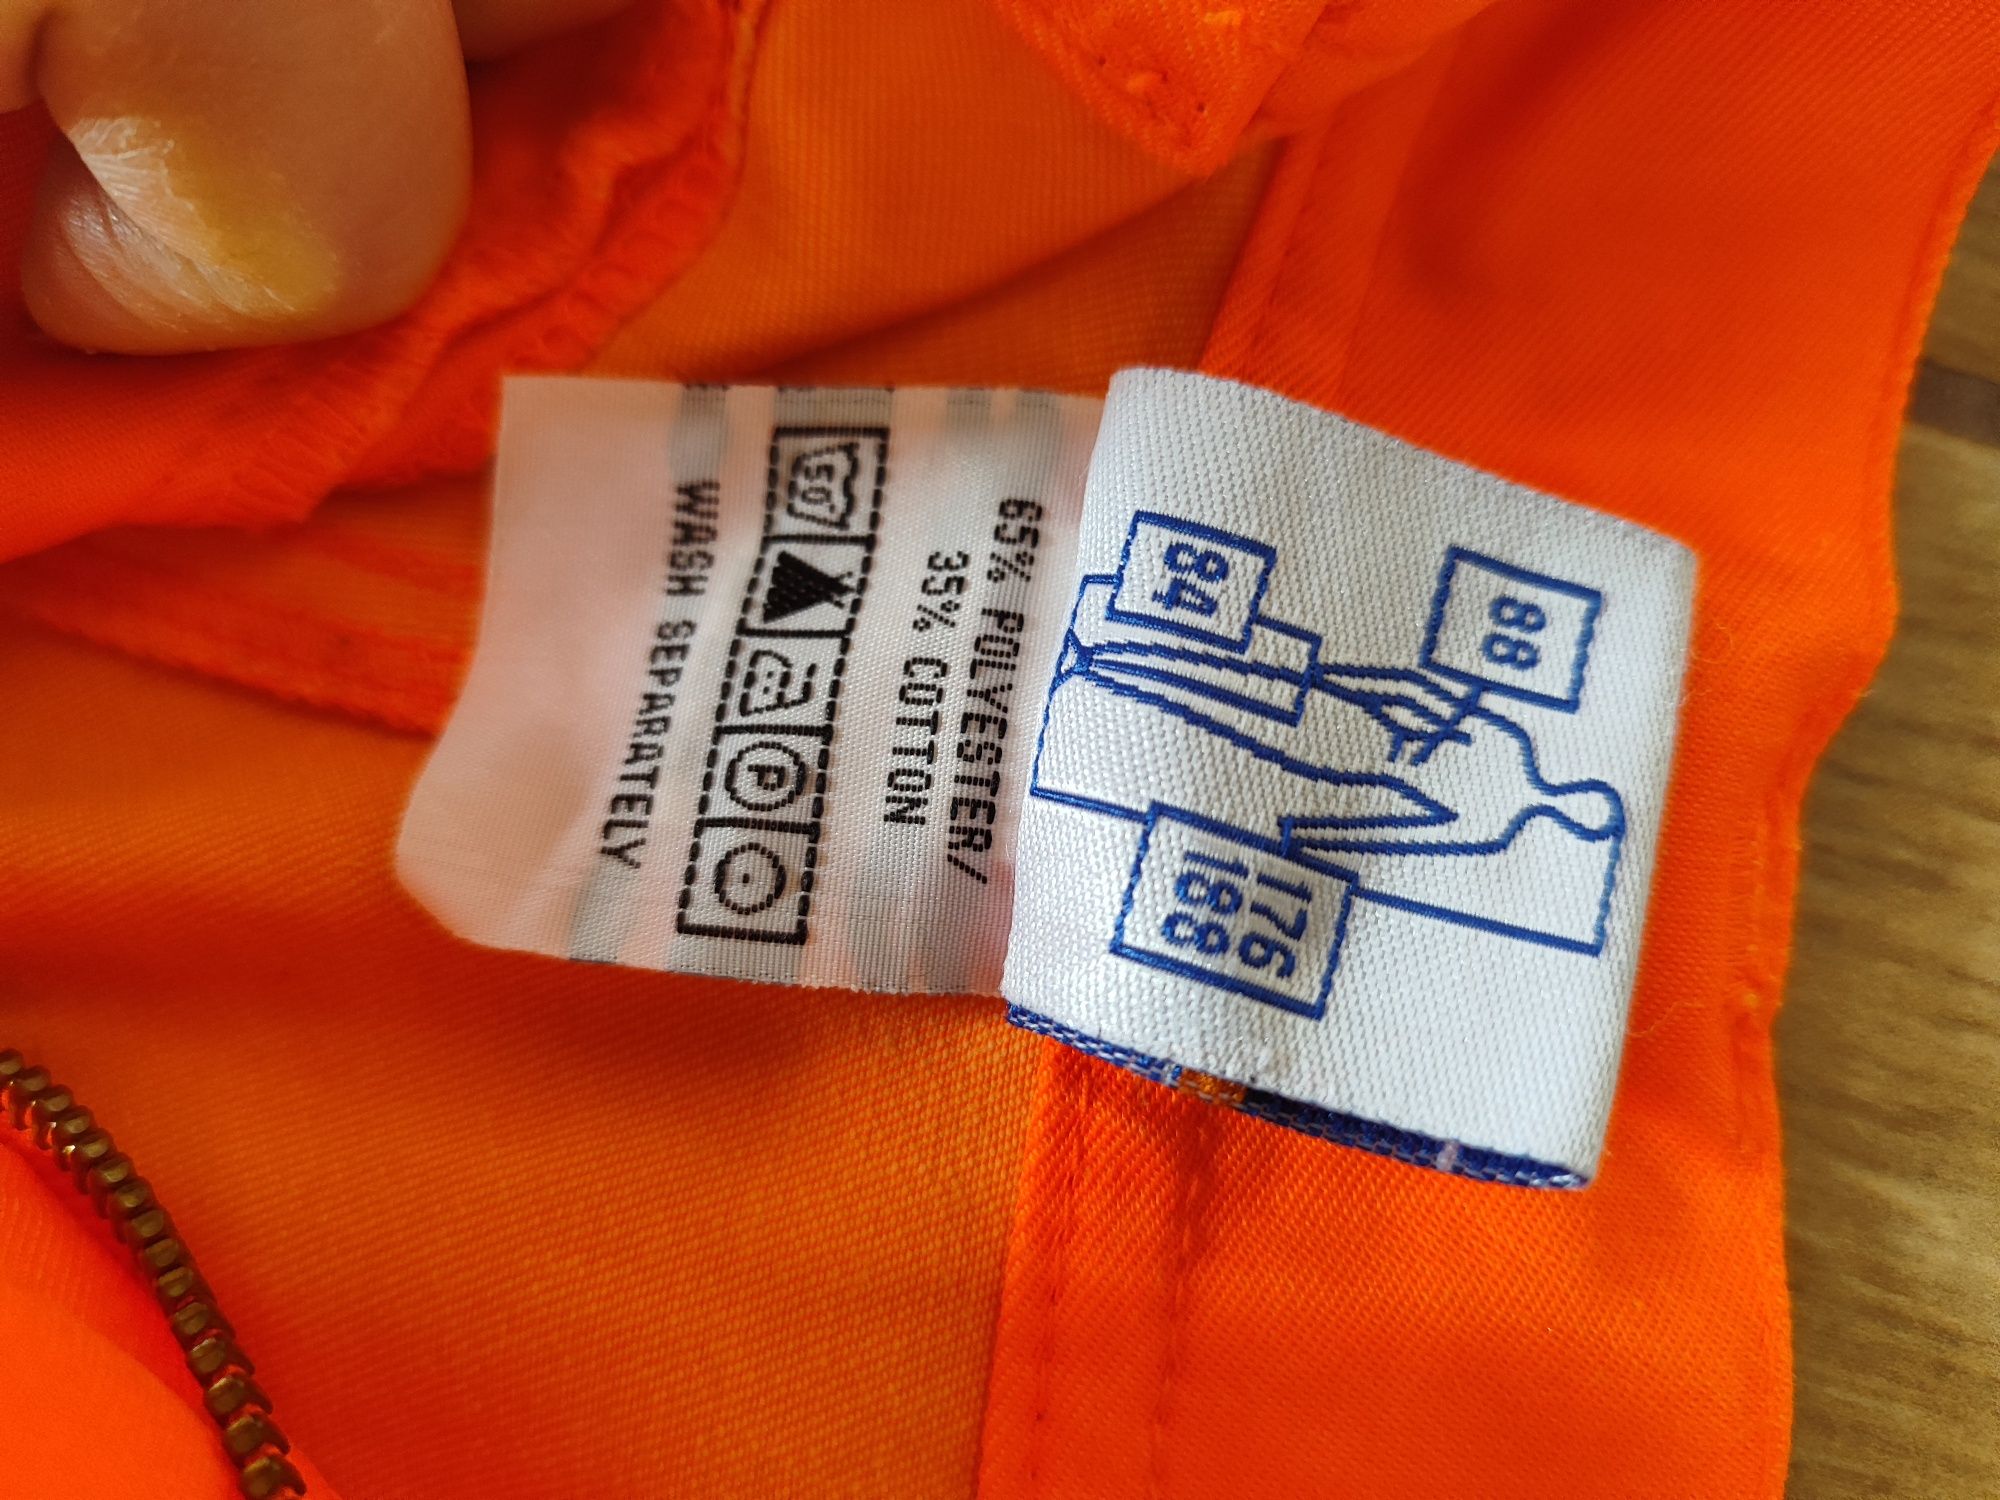 88
176
188
84
65% POLYESTER/
35% COTTON
50 P
WASH SEPARATELY